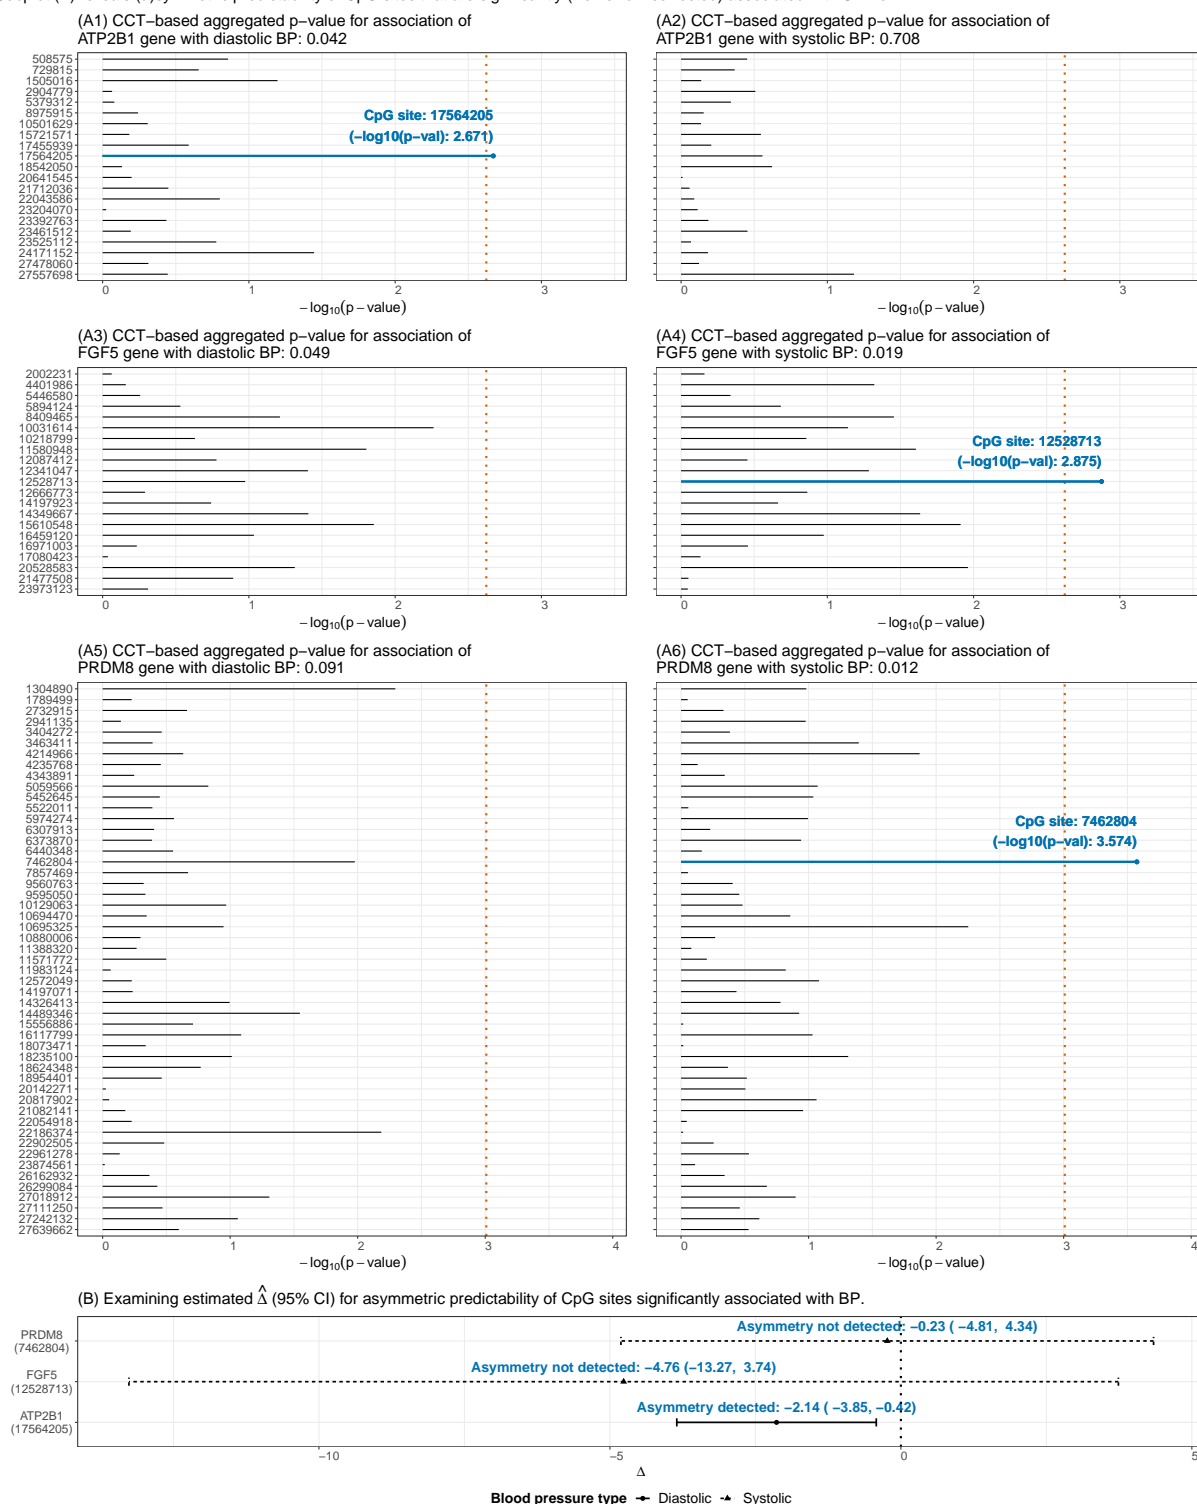 (A1) CCT−based aggregated p−value for association of
ATP2B1 gene with diastolic BP: 0.042
508575
729815
1505016
2904779
5379312
8975915
10501629
15721571
17455939
17564205
18542050
20641545
21712036
22043586
23204070
23392763
23461512
23525112
24171152
27478060
27557698
CpG site: 17564205
(−log10(p−val): 2.671)
0 1 2 3
−log10(p−value)
(A2) CCT−based aggregated p−value for association of
ATP2B1 gene with systolic BP: 0.708
0 1 2 3
−log10(p−value)
(A3) CCT−based aggregated p−value for association of
FGF5 gene with diastolic BP: 0.049
2002231
4401986
5446580
5894124
8409465
10031614
10218799
11580948
12087412
12341047
12528713
12666773
14197923
14349667
15610548
16459120
16971003
17080423
20528583
21477508
23973123
0 1 2 3
−log10(p−value)
(A4) CCT−based aggregated p−value for association of
FGF5 gene with systolic BP: 0.019
CpG site: 12528713
(−log10(p−val): 2.875)
0 1 2 3
−log10(p−value)
(A5) CCT−based aggregated p−value for association of
PRDM8 gene with diastolic BP: 0.091
1304890
1789499
2732915
2941135
3404272
3463411
4214966
4235768
4343891
5059566
5452645
5522011
5974274
6307913
6373870
6440348
7462804
7857469
9560763
9595050
10129063
10694470
10695325
10880006
11388320
11571772
11983124
12572049
14197071
14326413
14489346
15556886
16117799
18073471
18235100
18624348
18954401
20142271
20817902
21082141
22054918
22186374
22902505
22961278
23874561
26162932
26299084
27018912
27111250
27242132
27639662
0 1 2 3 4
−log10(p−value)
(A6) CCT−based aggregated p−value for association of
PRDM8 gene with systolic BP: 0.012
CpG site: 7462804
(−log10(p−val): 3.574)
0 1 2 3 4
−log10(p−value)
(B) Examining estimated Δ̂ (95% CI) for asymmetric predictability of CpG sites significantly associated with BP.
PRDM8
(7462804)
Asymmetry not detected: −0.23 ( −4.81, 4.34)
FGF5
(12528713)
Asymmetry not detected: −4.76 (−13.27, 3.74)
ATP2B1
(17564205)
Asymmetry detected: −2.14 ( −3.85, −0.42)
−10 −5 0 5
Δ
Blood pressure type Diastolic Systolic